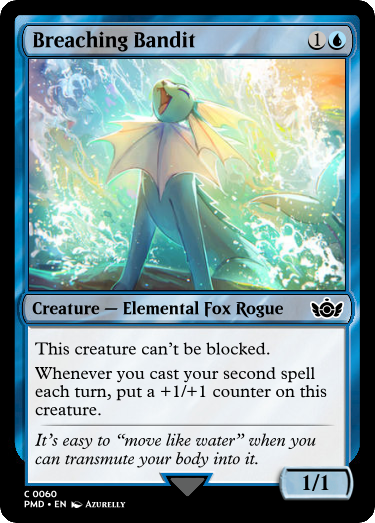 Breaching Bandit 1
Creature — Elemental Fox Rogue
This creature can't be blocked.
Whenever you cast your second spell
each turn, put a +1/+1 counter on this
creature.
It's easy to “move like water” when you
can transmute your body into it.
1/1
C 0060
PMD • EN Azurelly